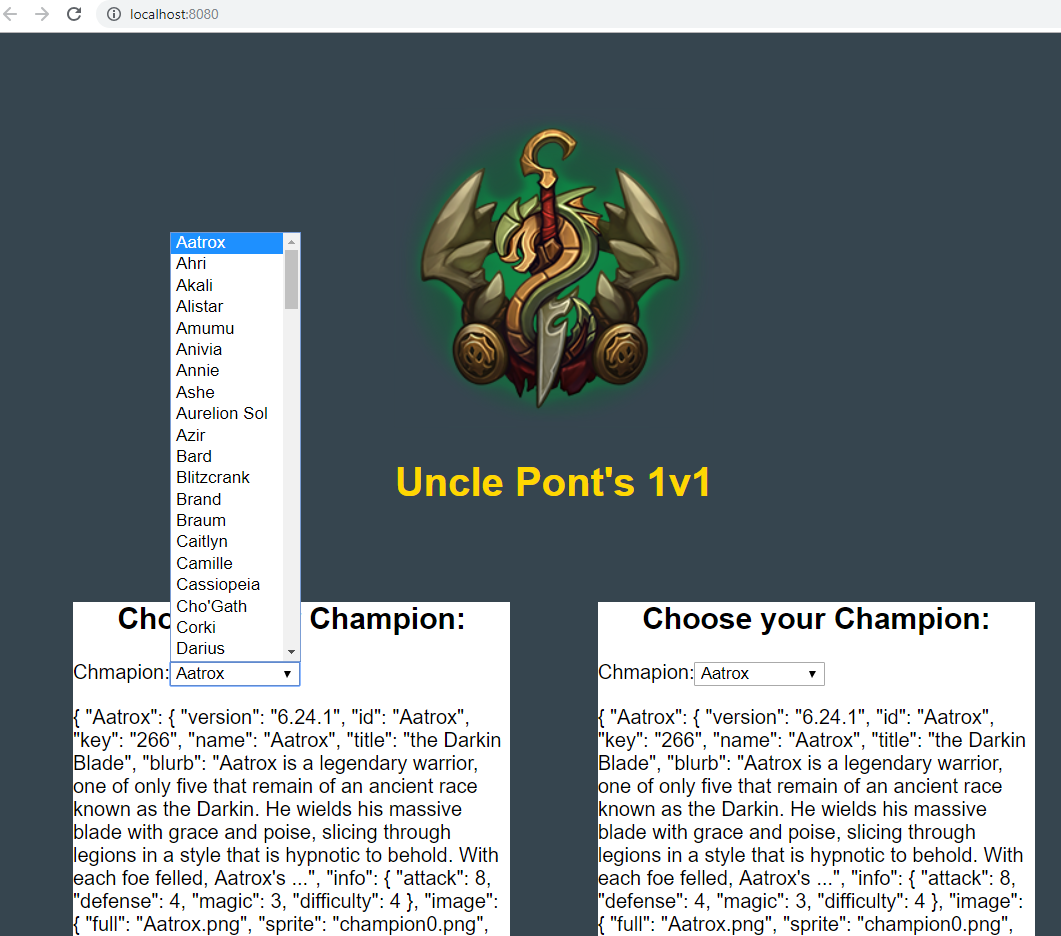 localhost:8080
Uncle Pont's 1v1
Aatrox
Ahri
Akali
Alistar
Amumu
Anivia
Annie
Ashe
Aurelion Sol
Azir
Bard
Blitzcrank
Brand
Braum
Caitlyn
Camille
Cassiopeia
Cho'Gath
Corki
Darius
Cho Champion:
Chmapion: Aatrox
{ "Aatrox": { "version": "6.24.1", "id": "Aatrox",
"key": "266", "name": "Aatrox", "title": "the Darkin
Blade", "blurb": "Aatrox is a legendary warrior,
one of only five that remain of an ancient race
known as the Darkin. He wields his massive
blade with grace and poise, slicing through
legions in a style that is hypnotic to behold. With
each foe felled, Aatrox's ...", "info": { "attack": 8,
"defense": 4, "magic": 3, "difficulty": 4 }, "image":
{ "full": "Aatrox.png", "sprite": "champion0.png",
Choose your Champion:
Chmapion: Aatrox
{ "Aatrox": { "version": "6.24.1", "id": "Aatrox",
"key": "266", "name": "Aatrox", "title": "the Darkin
Blade", "blurb": "Aatrox is a legendary warrior,
one of only five that remain of an ancient race
known as the Darkin. He wields his massive
blade with grace and poise, slicing through
legions in a style that is hypnotic to behold. With
each foe felled, Aatrox's ...", "info": { "attack": 8,
"defense": 4, "magic": 3, "difficulty": 4 }, "image":
{ "full": "Aatrox.png", "sprite": "champion0.png",